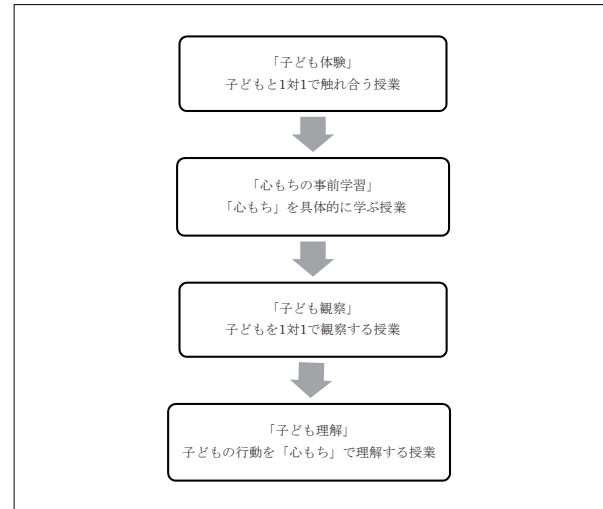 「子ども体験」
子どもと1対1で触れ合う授業
「心もちの事前学習」
「心もち」を具体的に学ぶ授業
「子ども観察」
子どもを1対1で観察する授業
「子ども理解」
子どもの行動を「心もち」で理解する授業